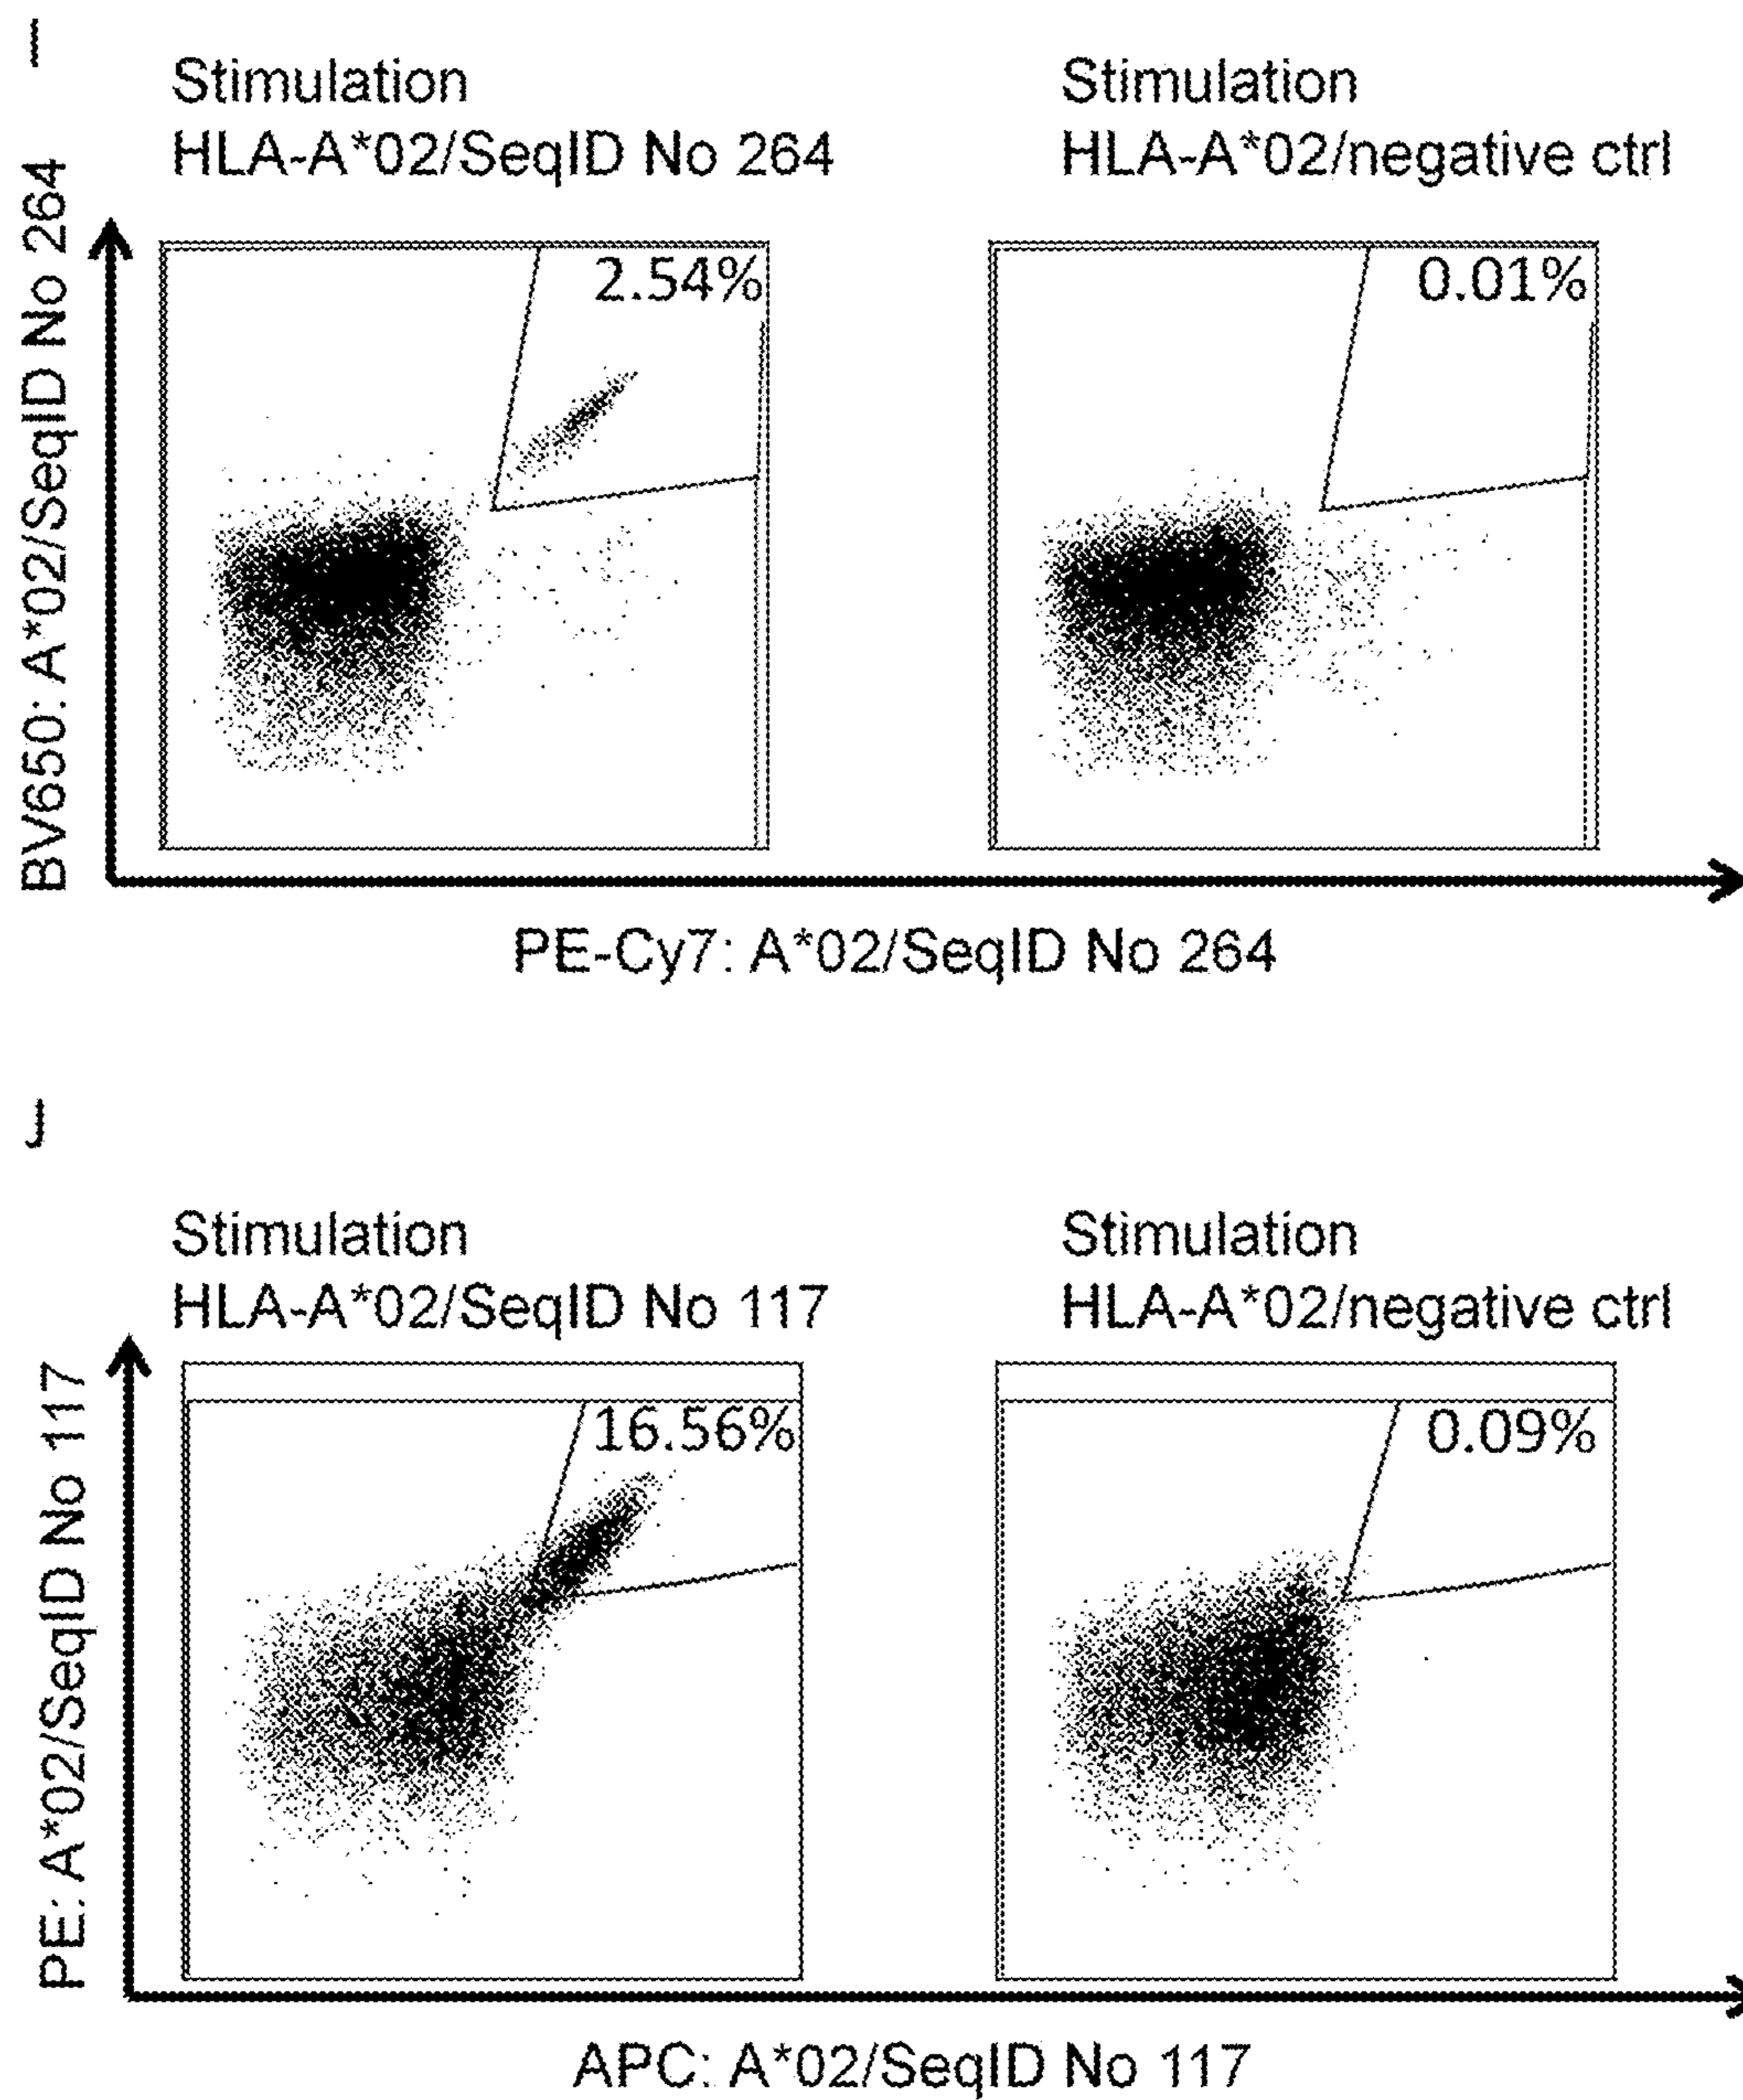 I
Stimulation
HLA-A*02/SeqID No 264
Stimulation
HLA-A*02/negative ctrl
BV650: A*02/SeqID No 264
2.54%
0.01%
PE-Cy7: A*02/SeqID No 264
J
Stimulation
HLA-A*02/SeqID No 117
Stimulation
HLA-A*02/negative ctrl
PE: A*02/SeqID No 117
16.56%
0.09%
APC: A*02/SeqID No 117